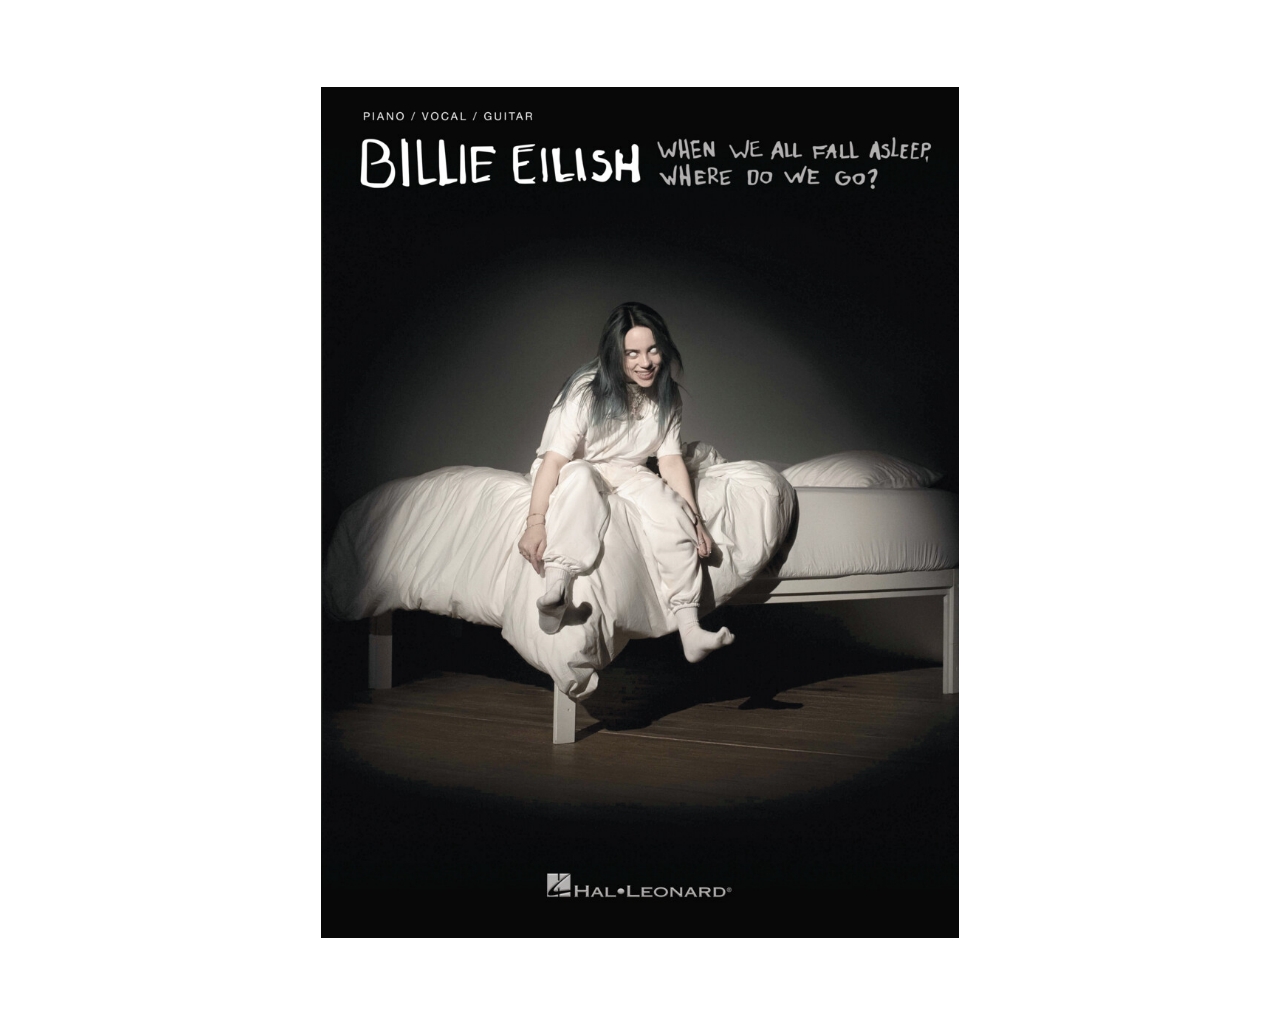 PIANO / VOCAL / GUITAR
BILLIE EILISH
WHEN WE ALL FALL ASLEEP,
WHERE DO WE GO?
HAL•LEONARD®